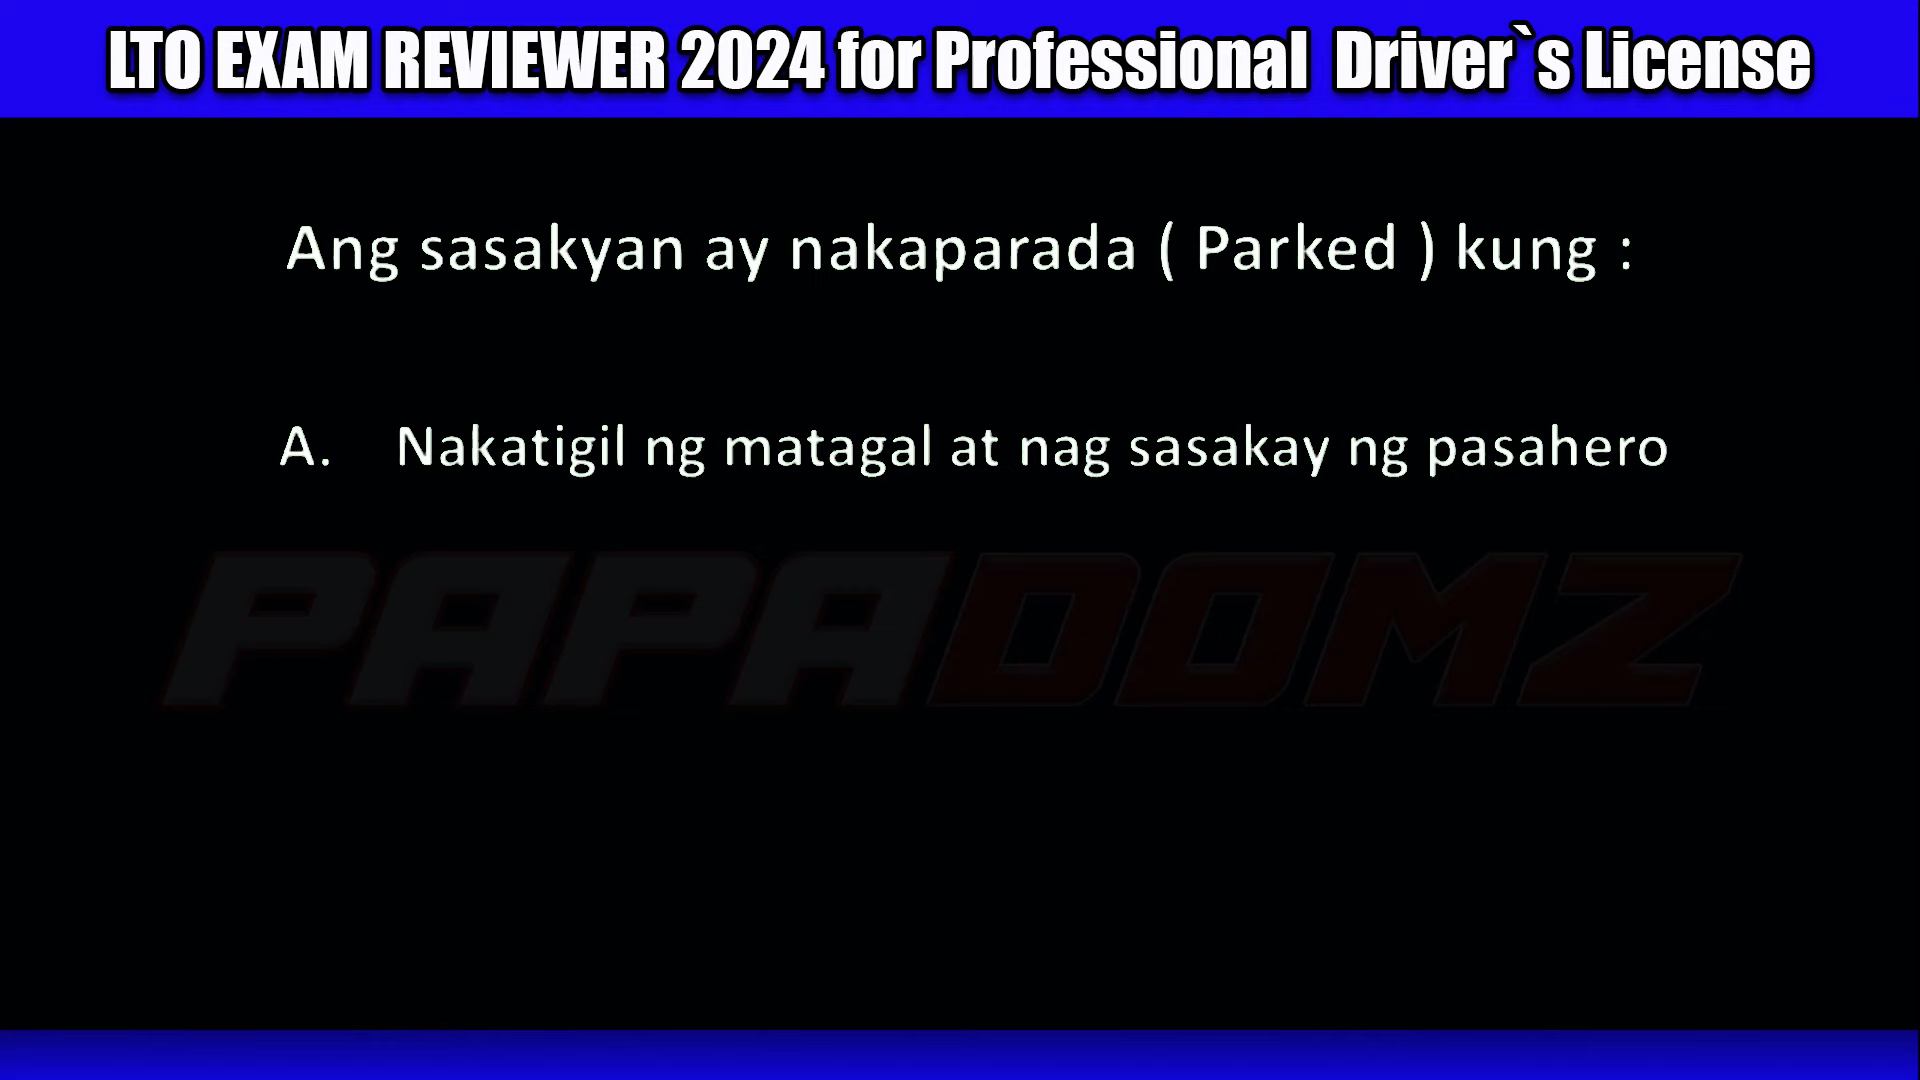 LTO EXAM REVIEWER 2024 for Professional Driver`s License
Ang sasakyan ay nakaparada ( Parked ) kung :
A. Nakatigil ng matagal at nag sasakay ng pasahero
PAPADOMZ